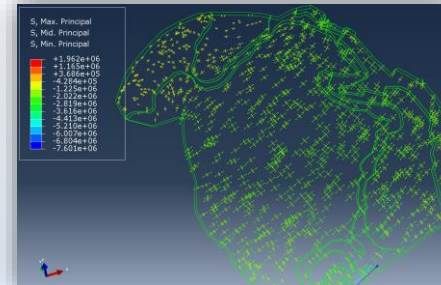 S, Max. Principal
S, Mid. Principal
S, Min. Principal
+1.962e+06
+1.165e+06
+3.686e+05
-4.284e+05
-1.225e+06
-2.022e+06
-2.819e+06
-3.616e+06
-4.413e+06
-5.210e+06
-6.007e+06
-6.804e+06
-7.601e+06